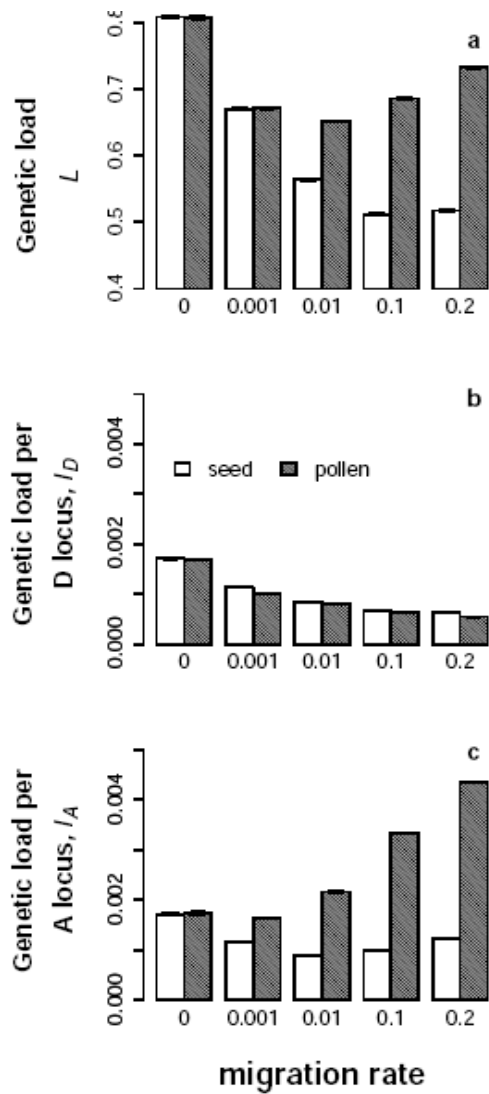 Genetic load
L
0.4 0.5 0.6 0.7 0.8
a
0 0.001 0.01 0.1 0.2
Genetic load per
D locus, l_D
0.000 0.002 0.004
b
seed pollen
0 0.001 0.01 0.1 0.2
Genetic load per
A locus, l_A
0.000 0.002 0.004
c
0 0.001 0.01 0.1 0.2
migration rate